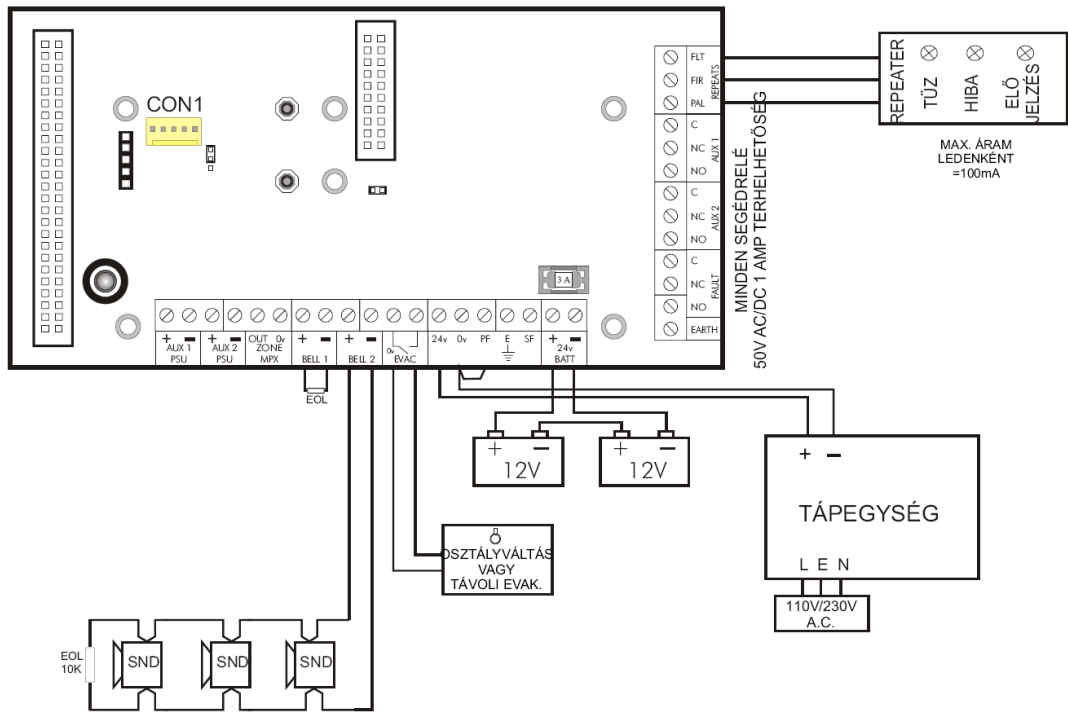 CON1
FLT
FIR
PAL
REPEATS
C
NC
NO
AUX 1
C
NC
NO
AUX 2
C
NC
NO
FAULT
EARTH
MINDEN SEGÉDRELÉ
50V AC/DC 1 AMP TERHELHETŐSÉG
REPEATER
TŰZ
HIBA
ELŐ
JELZÉS
MAX. ÁRAM
LEDENKÉNT
=100mA
3 A
+ −
AUX 1
PSU
+ −
AUX 2
PSU
OUT 0v
ZONE
MPX
+ −
BELL 1
+ −
BELL 2
0v
EVAC
24v 0v PF E SF
+ −
24v
BATT
EOL
+ −
12V
+ −
12V
+ −
TÁPEGYSÉG
L E N
110V/230V
A.C.
OSZTÁLYVÁLTÁS
VAGY
TÁVOLI EVAK.
EOL
10K
SND
SND
SND